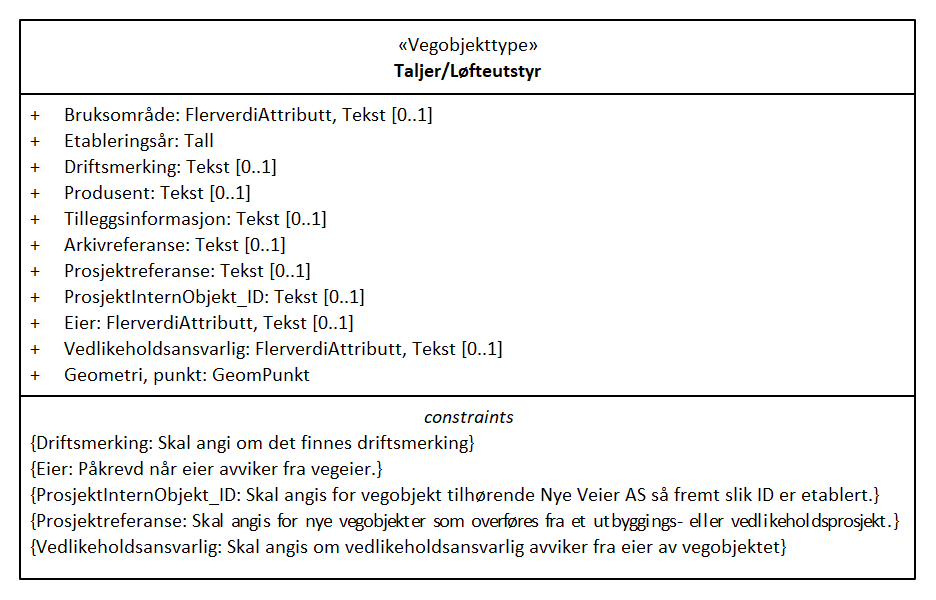 «Vegobjekttype»
Taljer/Løfteutstyr
+ Bruksområde: FlerverdiAttributt, Tekst [0..1]
+ Etableringsår: Tall
+ Driftsmerking: Tekst [0..1]
+ Produsent: Tekst [0..1]
+ Tilleggsinformasjon: Tekst [0..1]
+ Arkivreferanse: Tekst [0..1]
+ Prosjektreferanse: Tekst [0..1]
+ ProsjektInternObjekt_ID: Tekst [0..1]
+ Eier: FlerverdiAttributt, Tekst [0..1]
+ Vedlikeholdsansvarlig: FlerverdiAttributt, Tekst [0..1]
+ Geometri, punkt: GeomPunkt
constraints
{Driftsmerking: Skal angi om det finnes driftsmerking}
{Eier: Påkrevd når eier avviker fra vegeier.}
{ProsjektInternObjekt_ID: Skal angis for vegobjekt tilhørende Nye Veier AS så fremt slik ID er etablert.}
{Prosjektreferanse: Skal angis for nye vegobjekter som overføres fra et utbyggings- eller vedlikeholdsprosjekt.}
{Vedlikeholdsansvarlig: Skal angis om vedlikeholdsansvarlig avviker fra eier av vegobjektet}